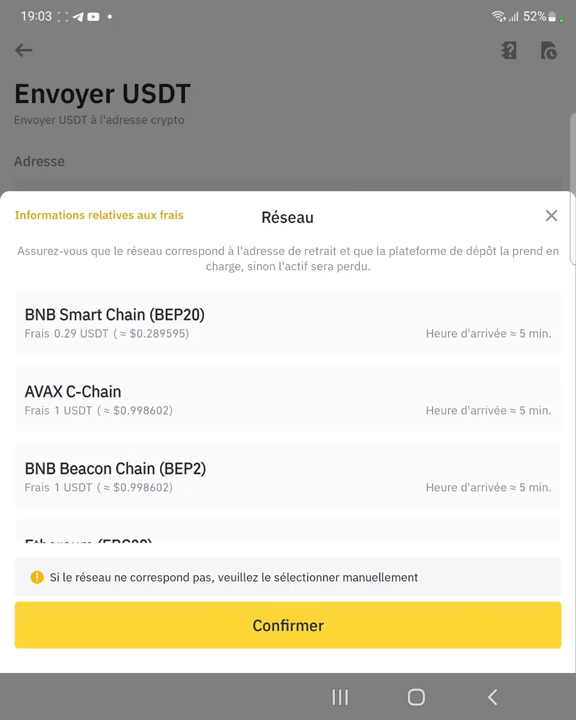 19:03
52%
Envoyer USDT
Envoyer USDT à l'adresse crypto
Adresse
Informations relatives aux frais
Réseau
Assurez-vous que le réseau correspond à l'adresse de retrait et que la plateforme de dépôt la prend en
charge, sinon l'actif sera perdu.
BNB Smart Chain (BEP20)
Frais 0.29 USDT (≈ $0.289595) Heure d'arrivée ≈ 5 min.
AVAX C-Chain
Frais 1 USDT (≈ $0.998602) Heure d'arrivée ≈ 5 min.
BNB Beacon Chain (BEP2)
Frais 1 USDT (≈ $0.998602) Heure d'arrivée ≈ 5 min.
Ethereum (ERC20)
Si le réseau ne correspond pas, veuillez le sélectionner manuellement
Confirmer